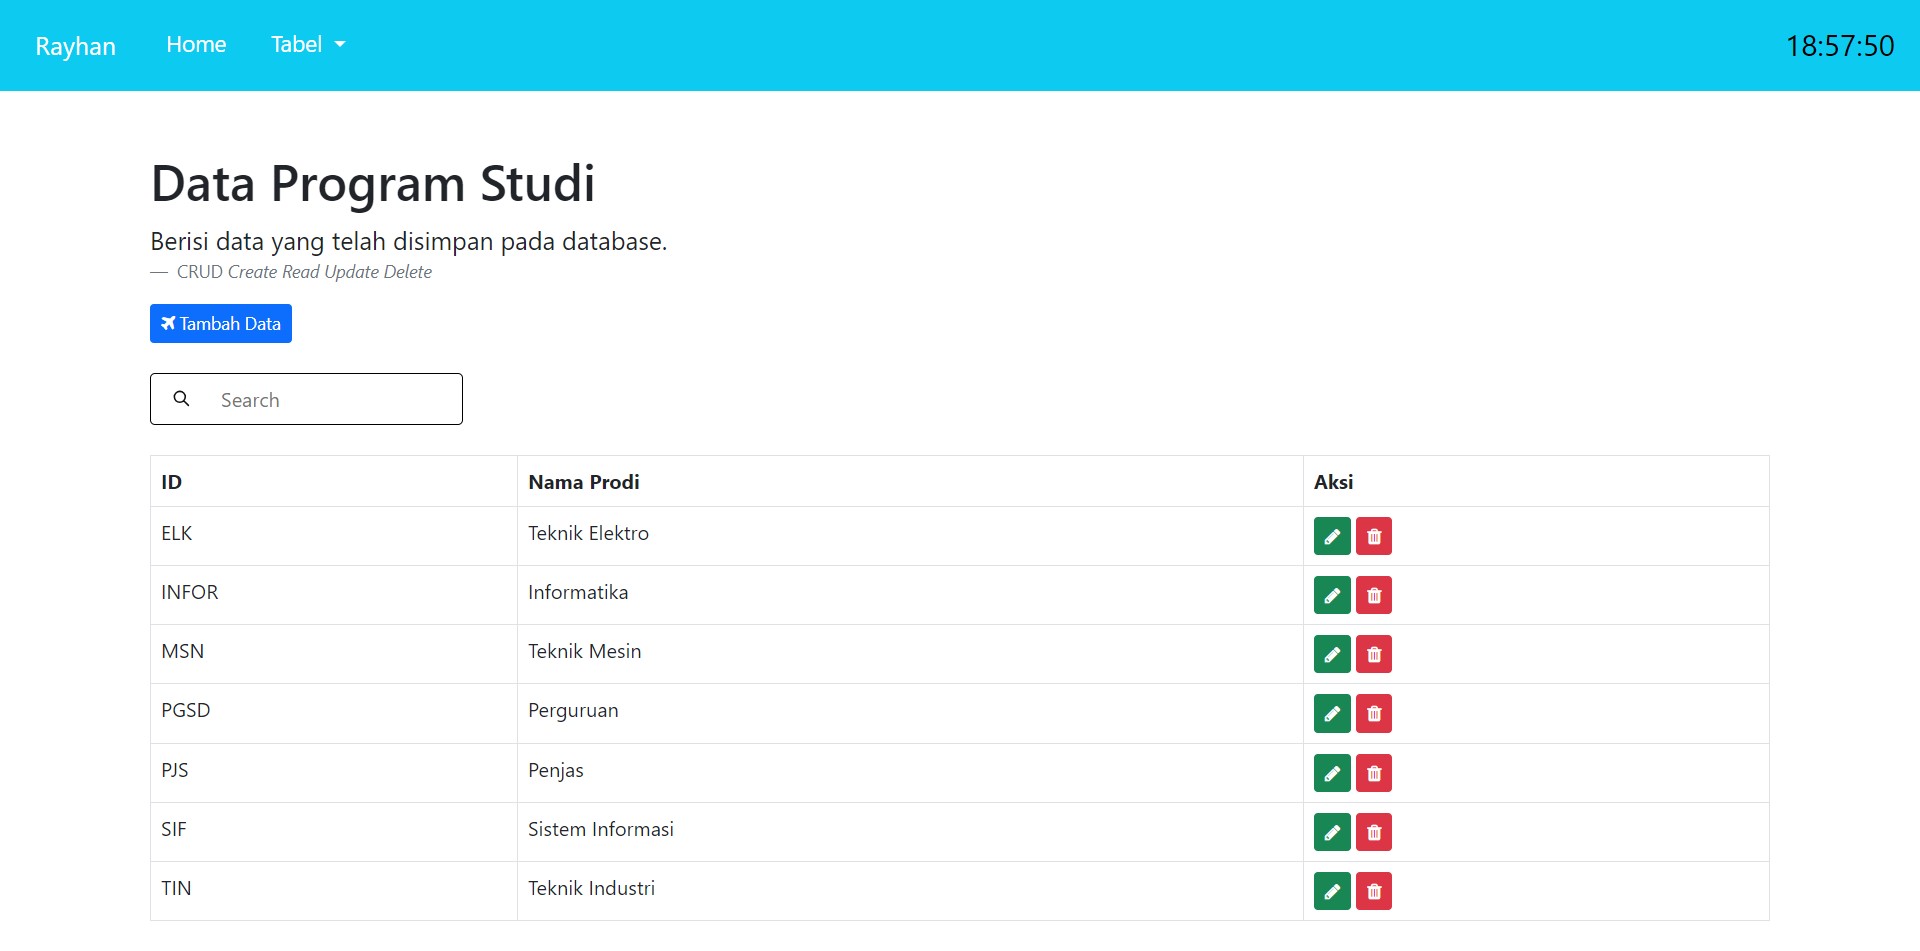 Rayhan Home Tabel 18:57:50
Data Program Studi
Berisi data yang telah disimpan pada database.
— CRUD Create Read Update Delete
Tambah Data
Search
ID Nama Prodi Aksi
ELK Teknik Elektro
INFOR Informatika
MSN Teknik Mesin
PGSD Perguruan
PJS Penjas
SIF Sistem Informasi
TIN Teknik Industri